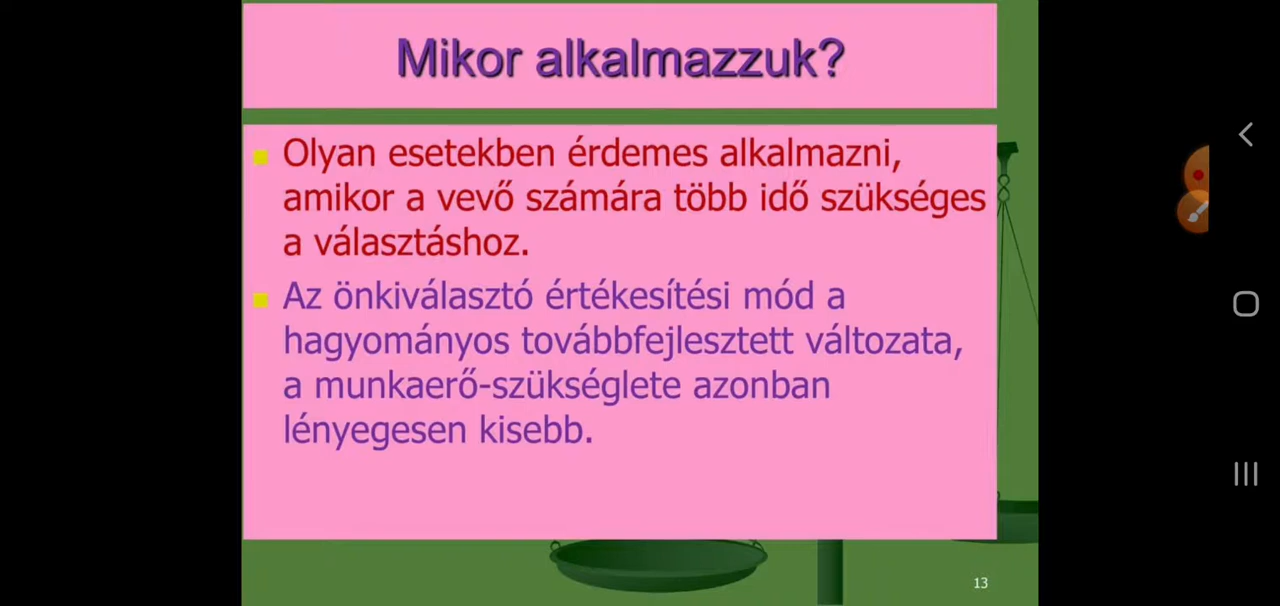 Mikor alkalmazzuk?
Olyan esetekben érdemes alkalmazni,
amikor a vevő számára több idő szükséges
a választáshoz.
Az önkiválasztó értékesítési mód a
hagyományos továbbfejlesztett változata,
a munkaerő-szükséglete azonban
lényegesen kisebb.
13